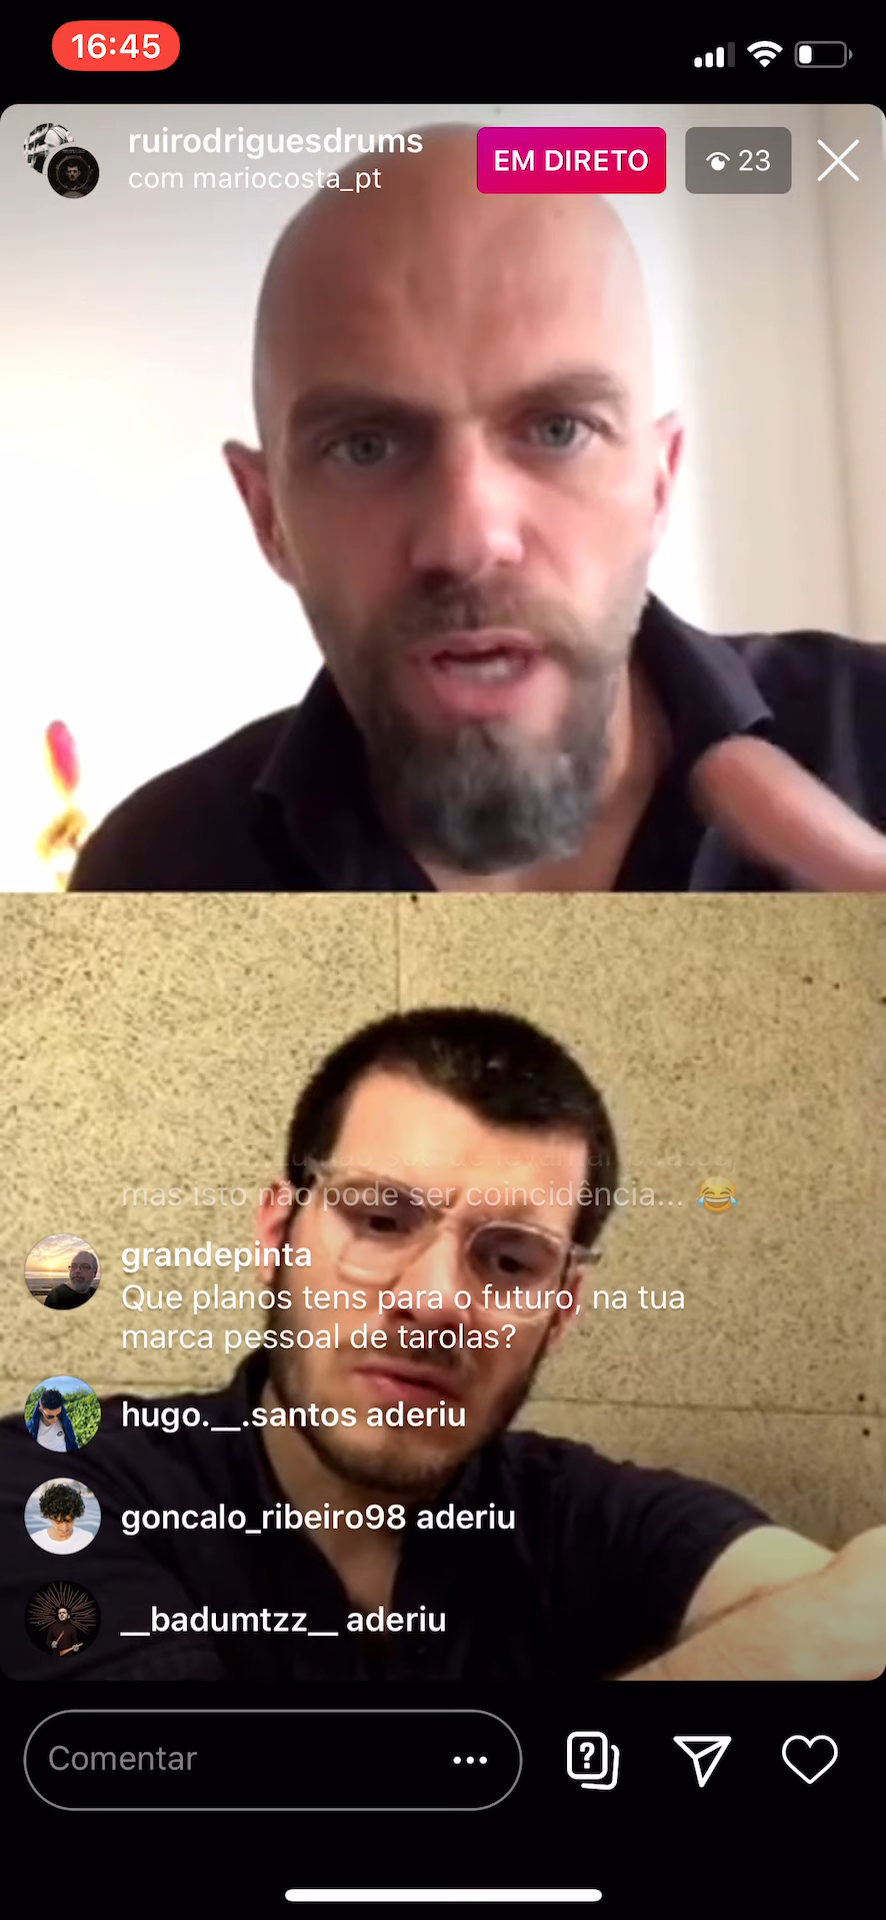 16:45
ruirodriguesdrums
com mariocosta_pt
EM DIRETO
23
mas isto não pode ser coincidência... 😂
grandepinta
Que planos tens para o futuro, na tua
marca pessoal de tarolas?
hugo.__.santos aderiu
goncalo_ribeiro98 aderiu
__badumtzz__ aderiu
Comentar